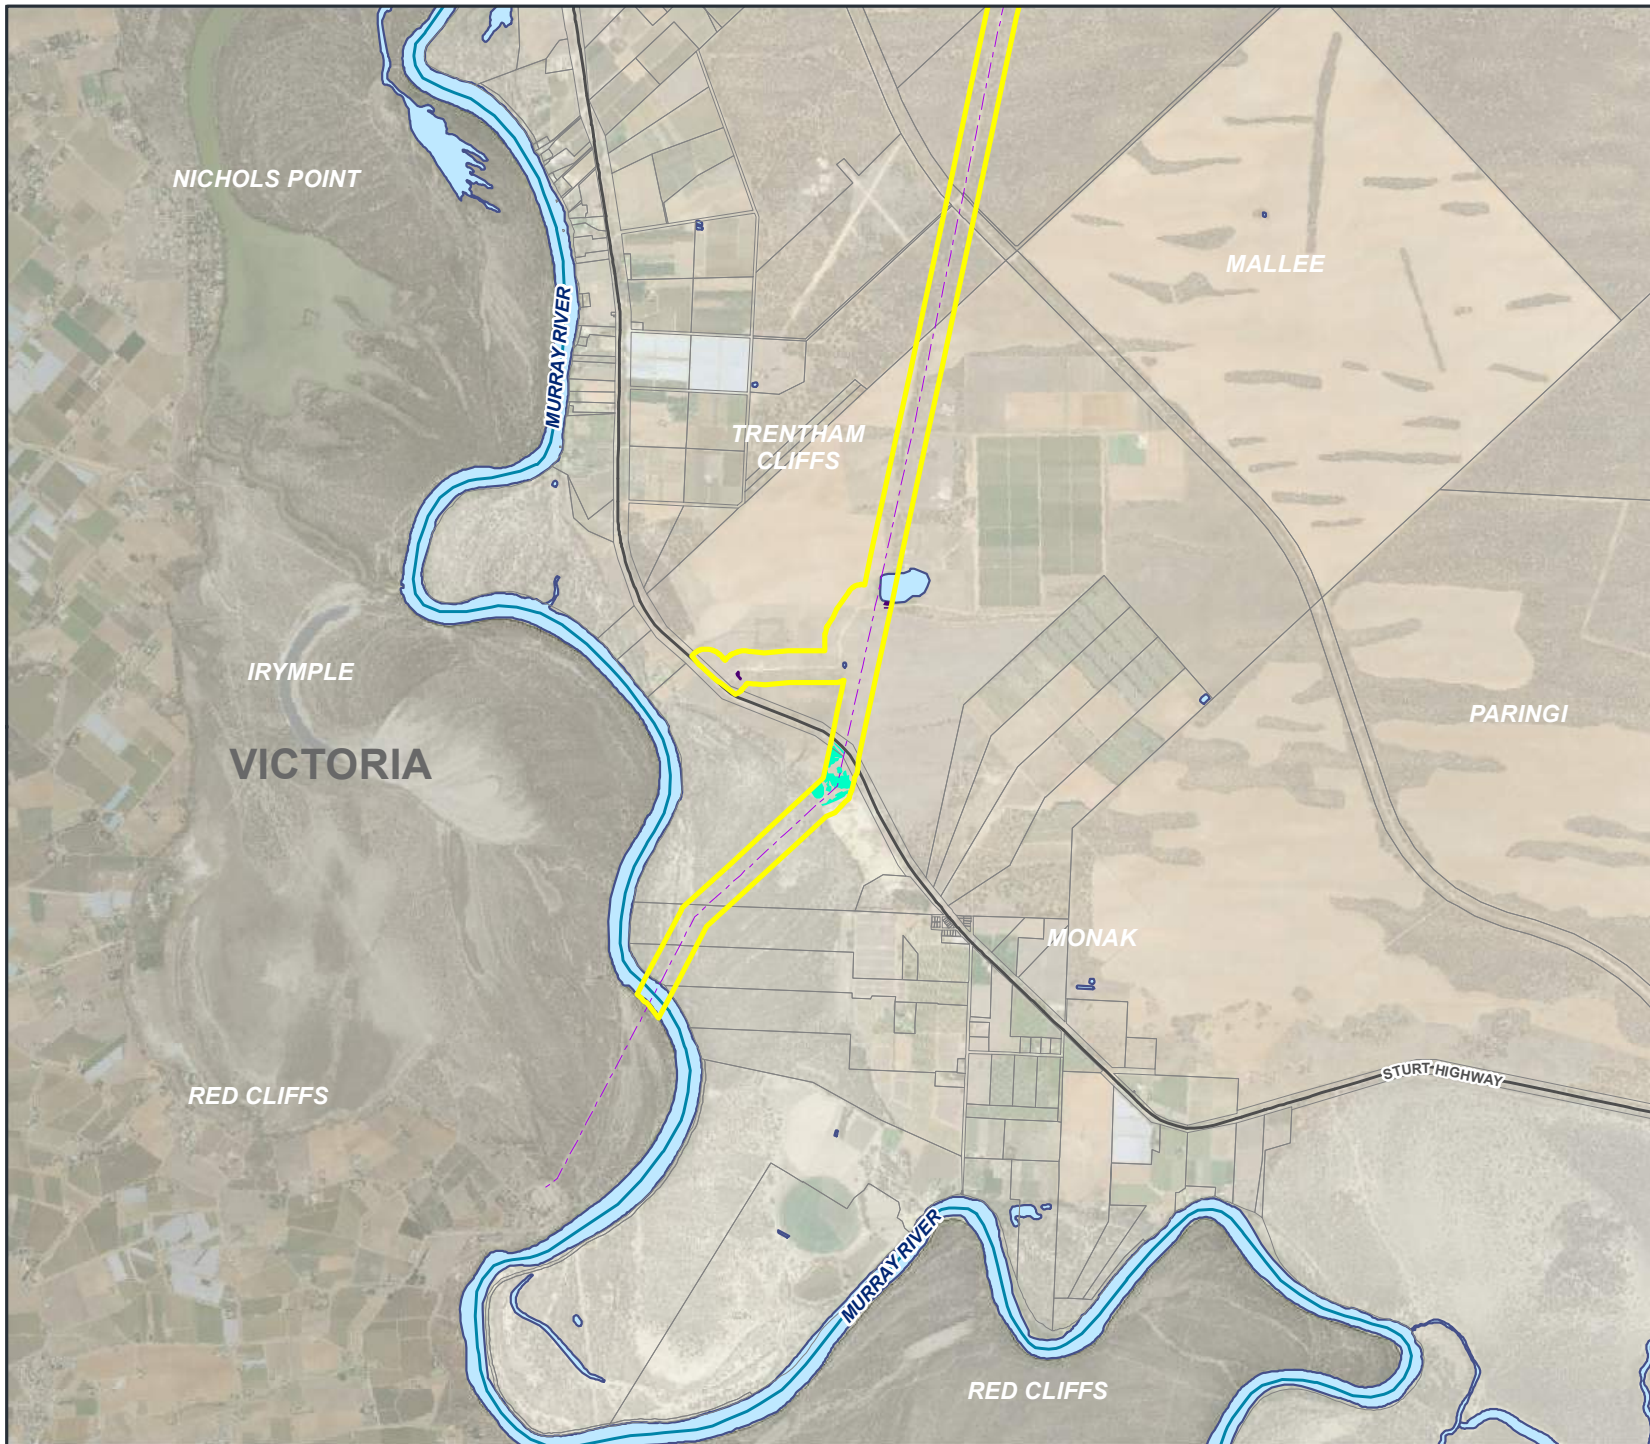 NICHOLS POINT
MALLEE
MURRAY RIVER
TRENTHAM
CLIFFS
IRYMPLE
PARINGI
VICTORIA
MONAK
STURT HIGHWAY
RED CLIFFS
MURRAY RIVER
RED CLIFFS